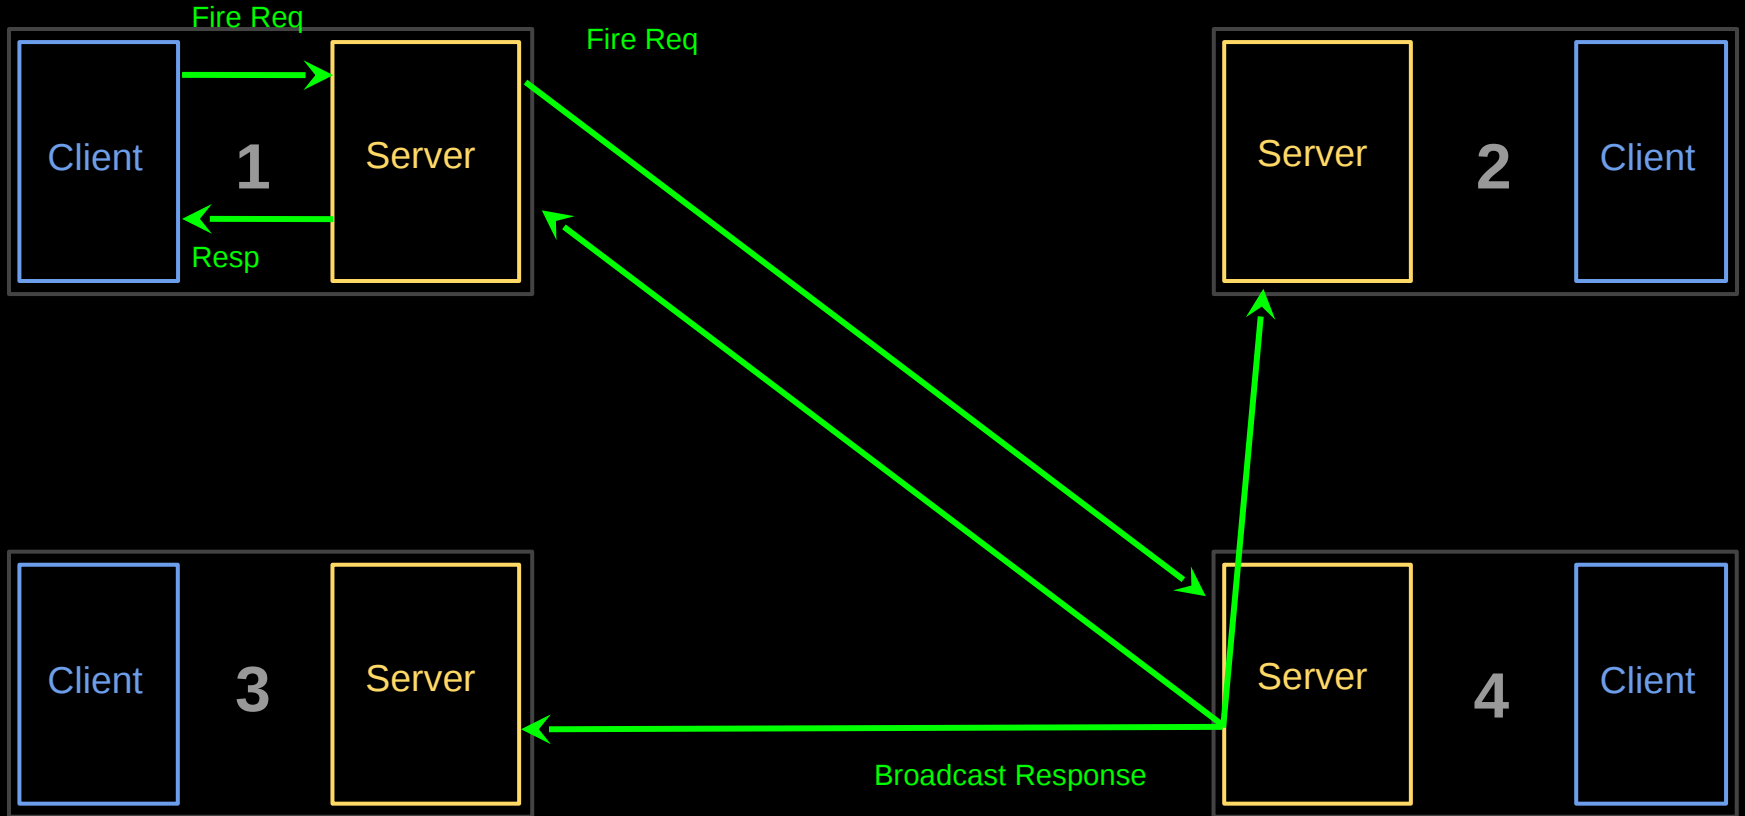 Fire Req
Fire Req
Client
1
Server
Server
2
Client
Resp
Client
3
Server
Server
4
Client
Broadcast Response